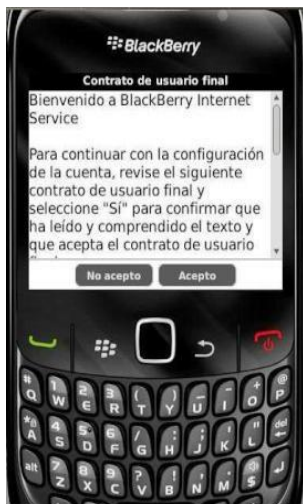 BlackBerry
Contrato de usuario final
Bienvenido a BlackBerry Internet
Service
Para continuar con la configuración
de la cuenta, revise el siguiente
contrato de usuario final y
seleccione "Sí" para confirmar que
ha leído y comprendido el texto y
que acepta el contrato de usuario
No acepto Acepto
Q W E R T Y U I O P
A S D F G H J K L del
alt Z X C V B N M $